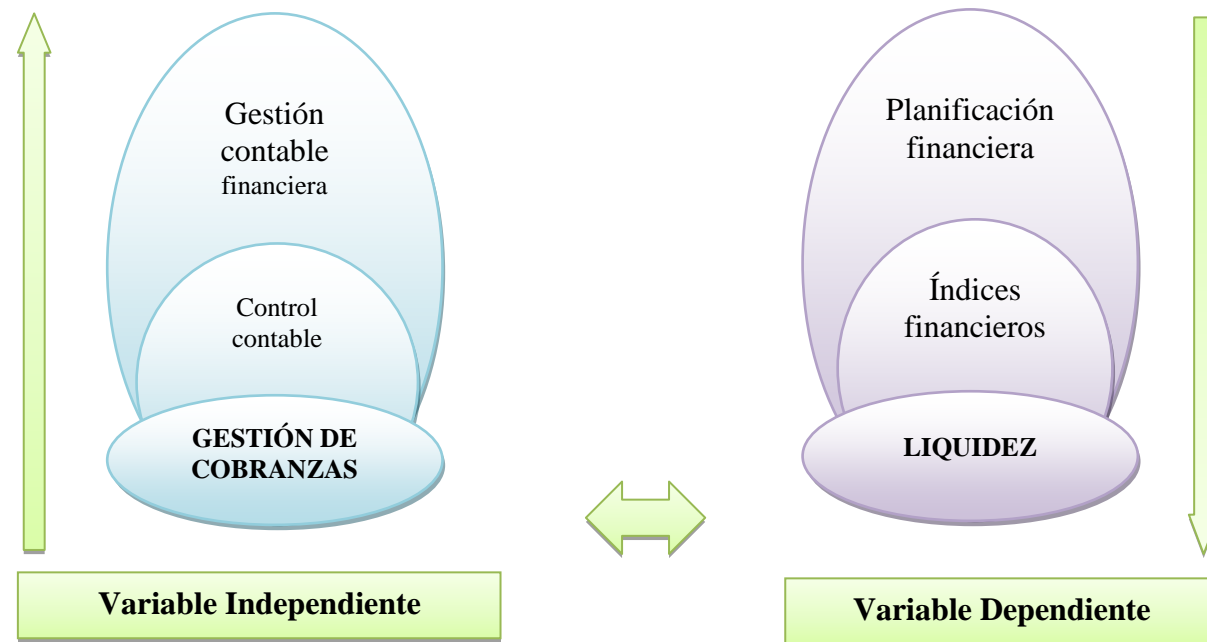 Gestión
contable
financiera
Control
contable
GESTIÓN DE
COBRANZAS
Variable Independiente
Planificación
financiera
Índices
financieros
LIQUIDEZ
Variable Dependiente